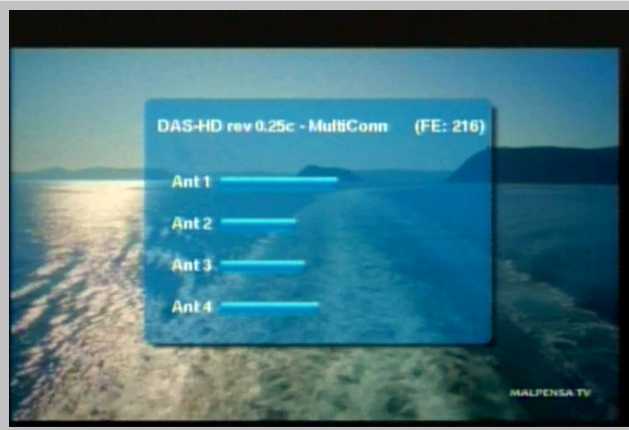 DAS-HD rev 0.25c - MultiConn (FE: 216)
Ant 1
Ant 2
Ant 3
Ant 4
MALPENSA TV